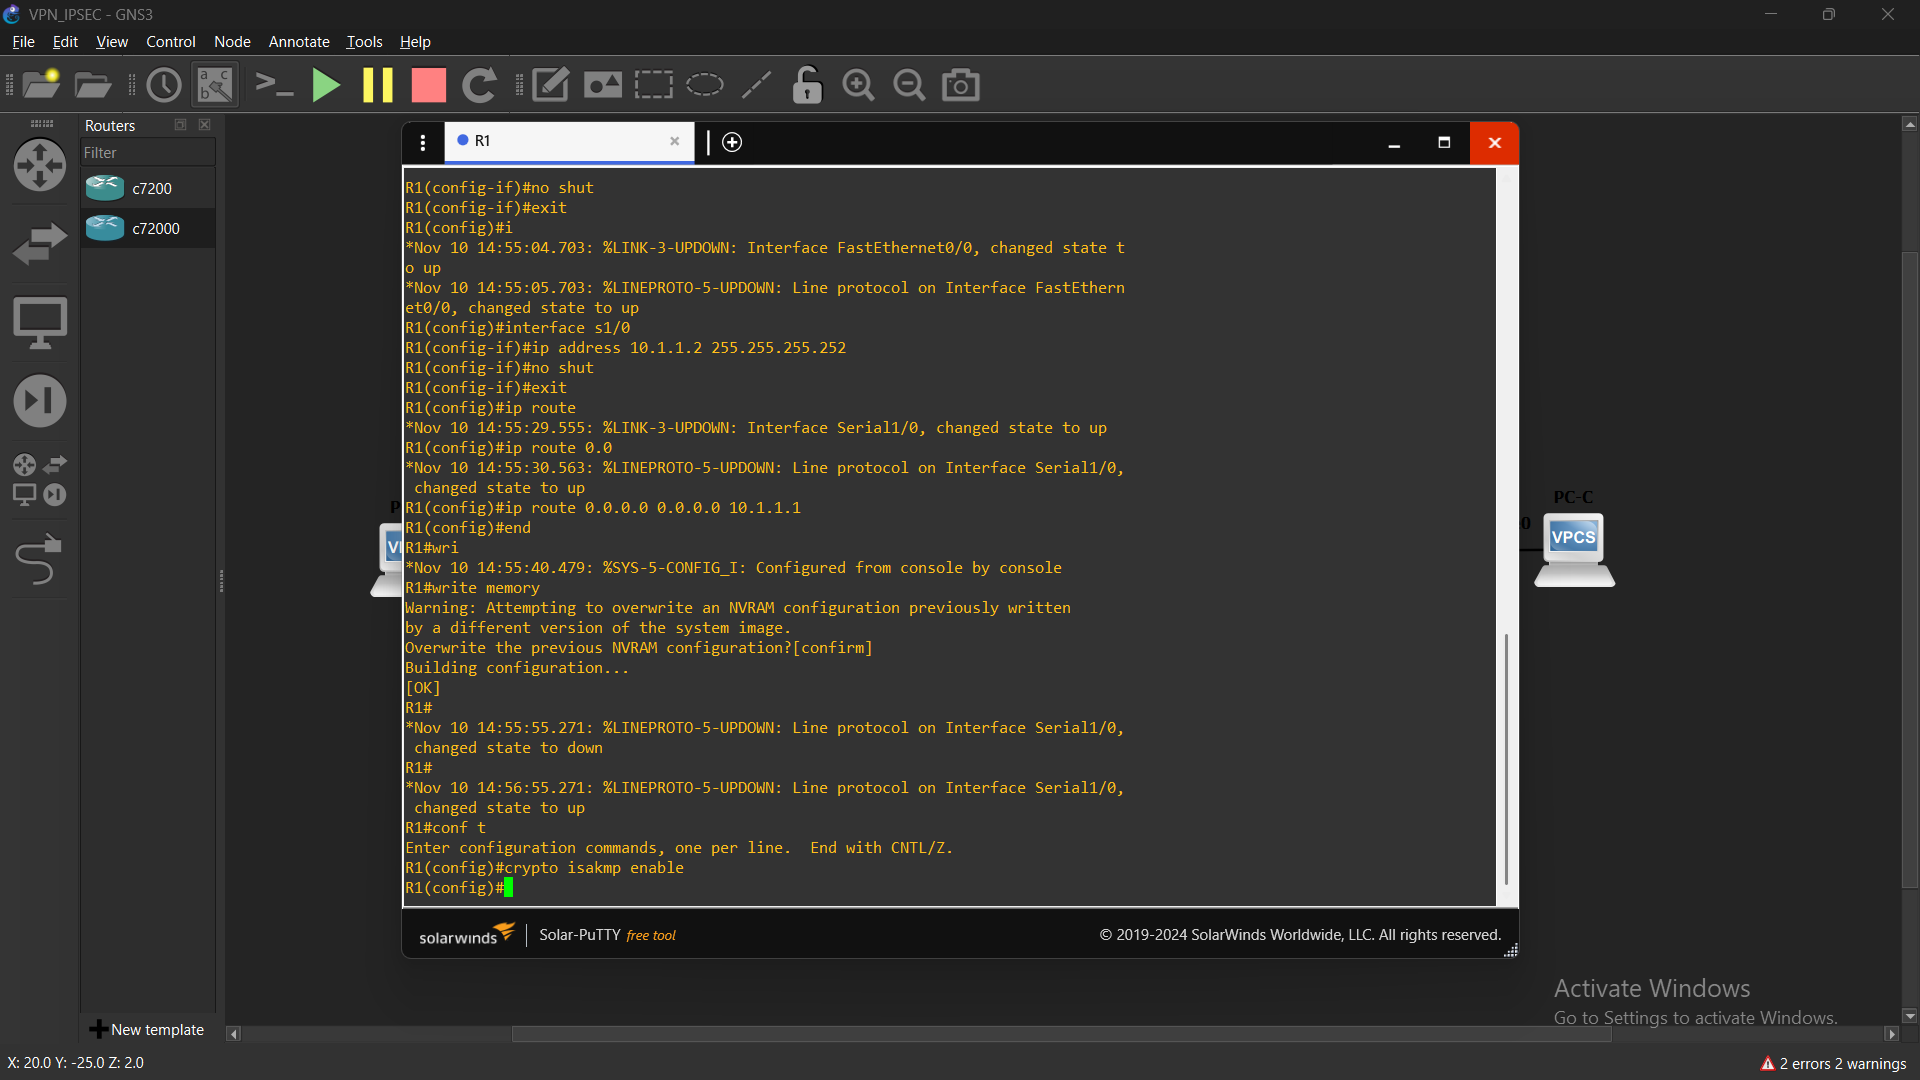 VPN_IPSEC - GNS3
File Edit View Control Node Annotate Tools Help
Routers
Filter
c7200
c72000
R1
R1(config-if)#no shut
R1(config-if)#exit
R1(config)#i
*Nov 10 14:55:04.703: %LINK-3-UPDOWN: Interface FastEthernet0/0, changed state t
o up
*Nov 10 14:55:05.703: %LINEPROTO-5-UPDOWN: Line protocol on Interface FastEthern
et0/0, changed state to up
R1(config)#interface s1/0
R1(config-if)#ip address 10.1.1.2 255.255.255.252
R1(config-if)#no shut
R1(config-if)#exit
R1(config)#ip route
*Nov 10 14:55:29.555: %LINK-3-UPDOWN: Interface Serial1/0, changed state to up
R1(config)#ip route 0.0
*Nov 10 14:55:30.563: %LINEPROTO-5-UPDOWN: Line protocol on Interface Serial1/0,
changed state to up
R1(config)#ip route 0.0.0.0 0.0.0.0 10.1.1.1
R1(config)#end
R1#wri
*Nov 10 14:55:40.479: %SYS-5-CONFIG_I: Configured from console by console
R1#write memory
Warning: Attempting to overwrite an NVRAM configuration previously written
by a different version of the system image.
Overwrite the previous NVRAM configuration?[confirm]
Building configuration...
[OK]
R1#
*Nov 10 14:55:55.271: %LINEPROTO-5-UPDOWN: Line protocol on Interface Serial1/0,
changed state to down
R1#
*Nov 10 14:56:55.271: %LINEPROTO-5-UPDOWN: Line protocol on Interface Serial1/0,
changed state to up
R1#conf t
Enter configuration commands, one per line.  End with CNTL/Z.
R1(config)#crypto isakmp enable
R1(config)#
solarwinds
Solar-PuTTY free tool
© 2019-2024 SolarWinds Worldwide, LLC. All rights reserved.
PC-C
VPCS
Activate Windows
Go to Settings to activate Windows.
New template
X: 20.0 Y: -25.0 Z: 2.0
2 errors 2 warnings